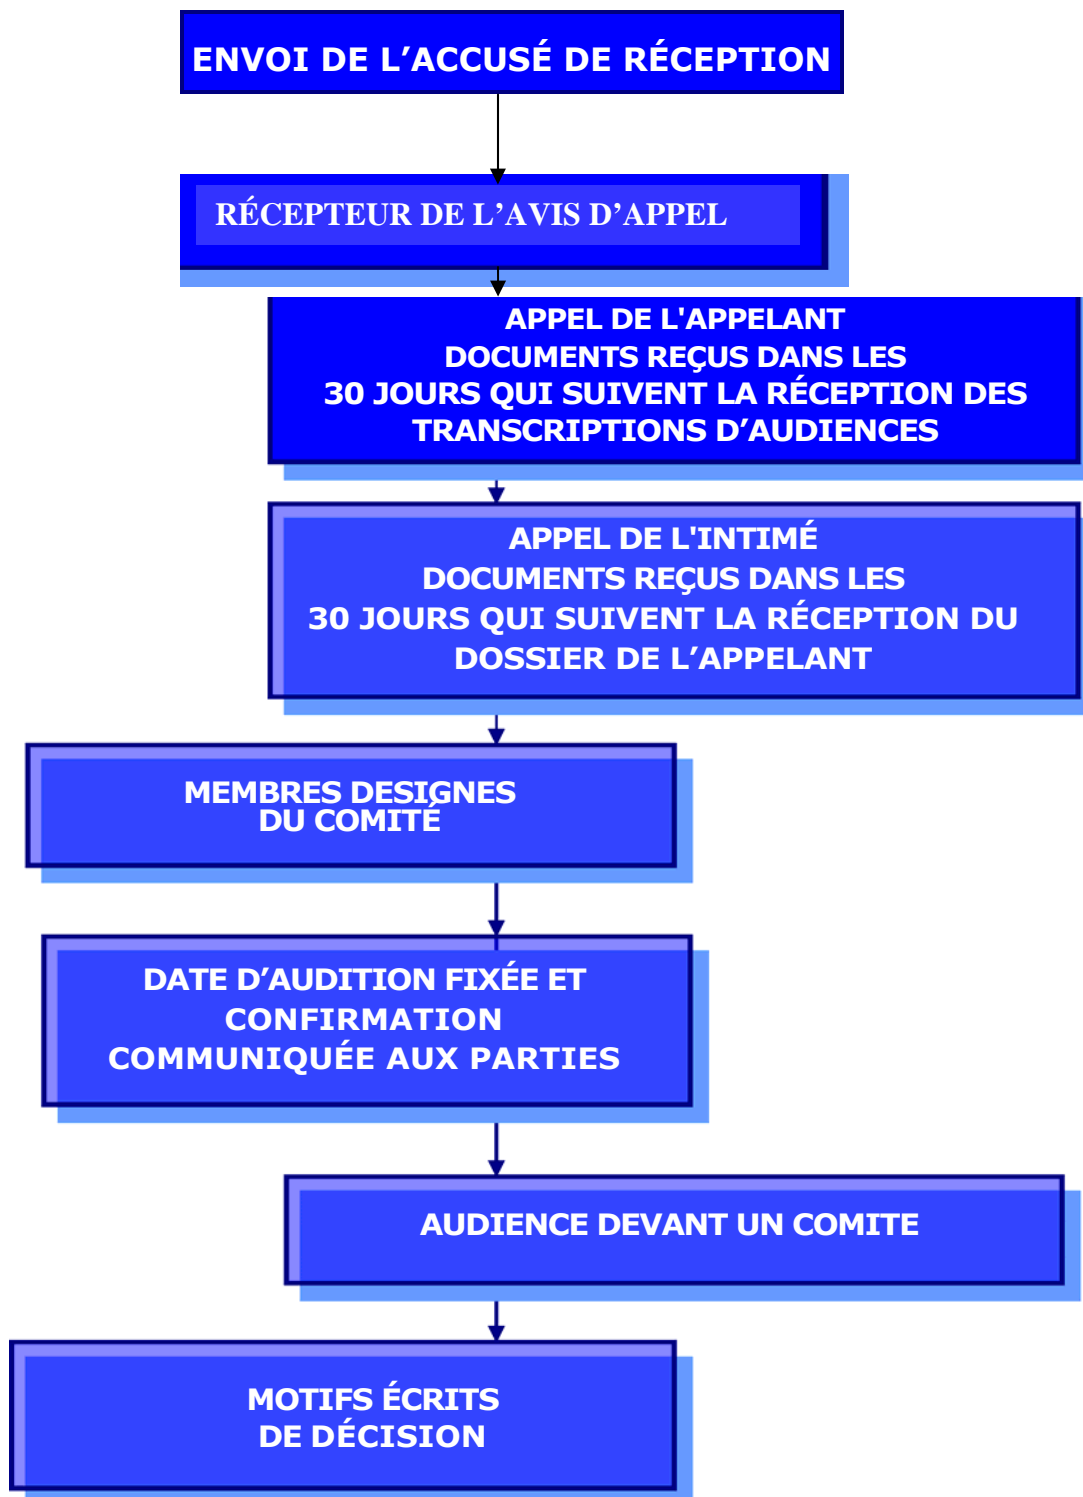 ENVOI DE L’ACCUSÉ DE RÉCEPTION
RÉCEPTEUR DE L’AVIS D’APPEL
APPEL DE L'APPELANT
DOCUMENTS REÇUS DANS LES
30 JOURS QUI SUIVENT LA RÉCEPTION DES
TRANSCRIPTIONS D’AUDIENCES
APPEL DE L'INTIMÉ
DOCUMENTS REÇUS DANS LES
30 JOURS QUI SUIVENT LA RÉCEPTION DU
DOSSIER DE L’APPELANT
MEMBRES DESIGNES
DU COMITÉ
DATE D’AUDITION FIXÉE ET
CONFIRMATION
COMMUNIQUÉE AUX PARTIES
AUDIENCE DEVANT UN COMITE
MOTIFS ÉCRITS
DE DÉCISION